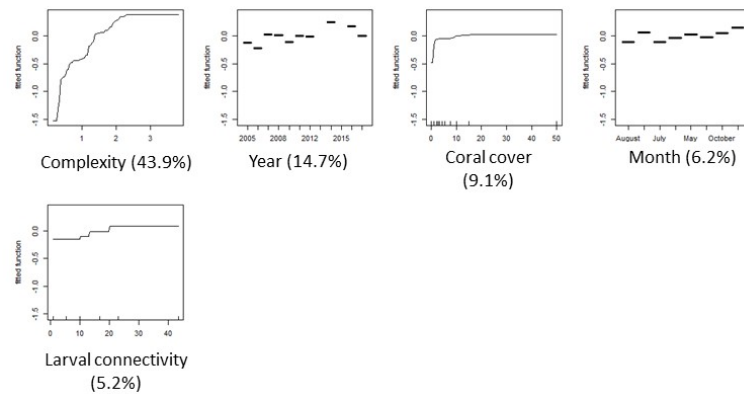 fitted function
0.0
-0.5
-1.0
-1.5
1 2 3
Complexity (43.9%)
fitted function
0.0
-0.5
-1.0
-1.5
2005 2008 2012 2015
Year (14.7%)
fitted function
0.0
-0.5
-1.0
-1.5
0 10 20 30 40 50
Coral cover
(9.1%)
fitted function
0.0
-0.5
-1.0
-1.5
August July May October
Month (6.2%)
fitted function
0.0
-0.5
-1.0
-1.5
0 10 20 30 40
Larval connectivity
(5.2%)